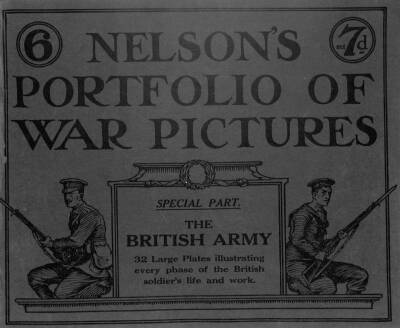 6 NELSON'S net 7d
PORTFOLIO OF
WAR PICTURES
SPECIAL PART.
THE
BRITISH ARMY
32 Large Plates illustrating
every phase of the British
soldier's life and work.